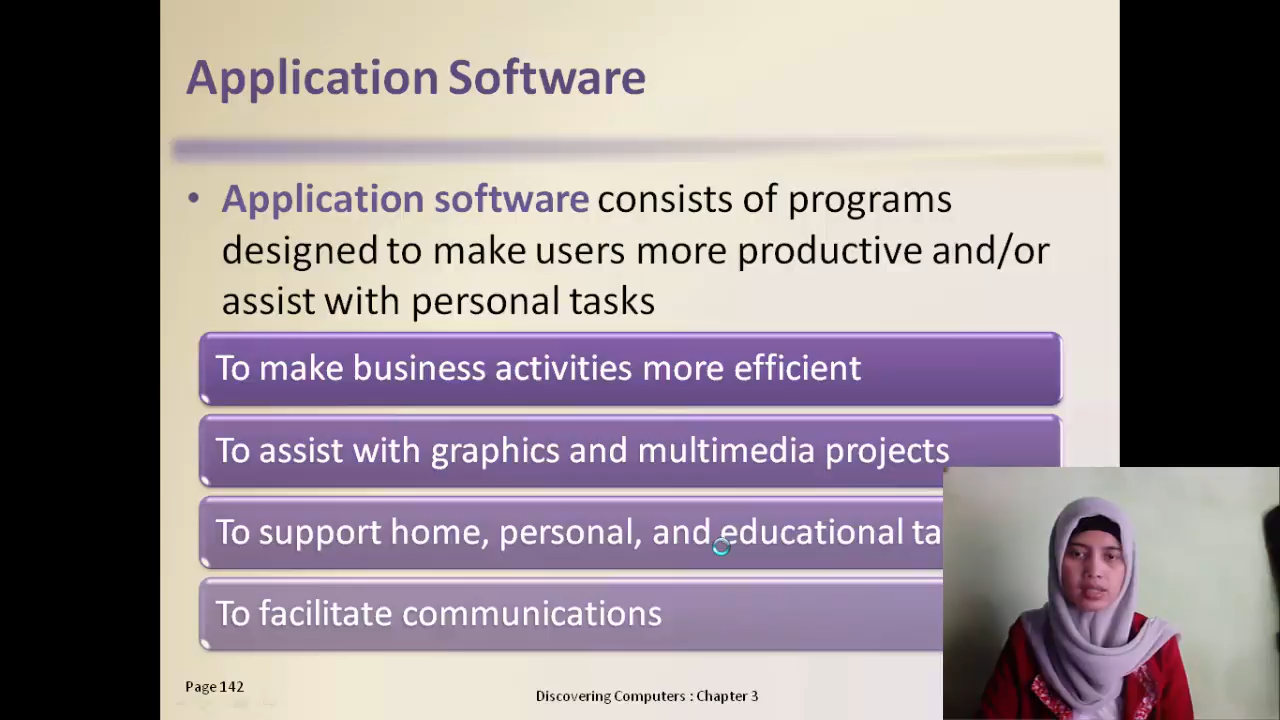 Application Software
• Application software consists of programs
designed to make users more productive and/or
assist with personal tasks
To make business activities more efficient
To assist with graphics and multimedia projects
To support home, personal, and educational
To facilitate communications
Page 142
Discovering Computers : Chapter 3